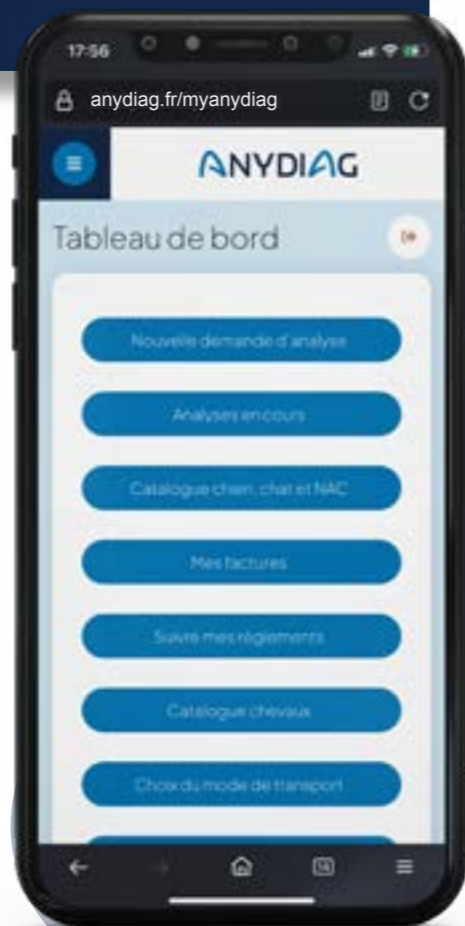 17:56
anydiag.fr/myanydiag
ANYDIAG
Tableau de bord
Nouvelle demande d'analyse
Analyses en cours
Catalogue chien, chat et NAC
Mes factures
Suivre mes règlements
Catalogue chevaux
Choix du mode de transport